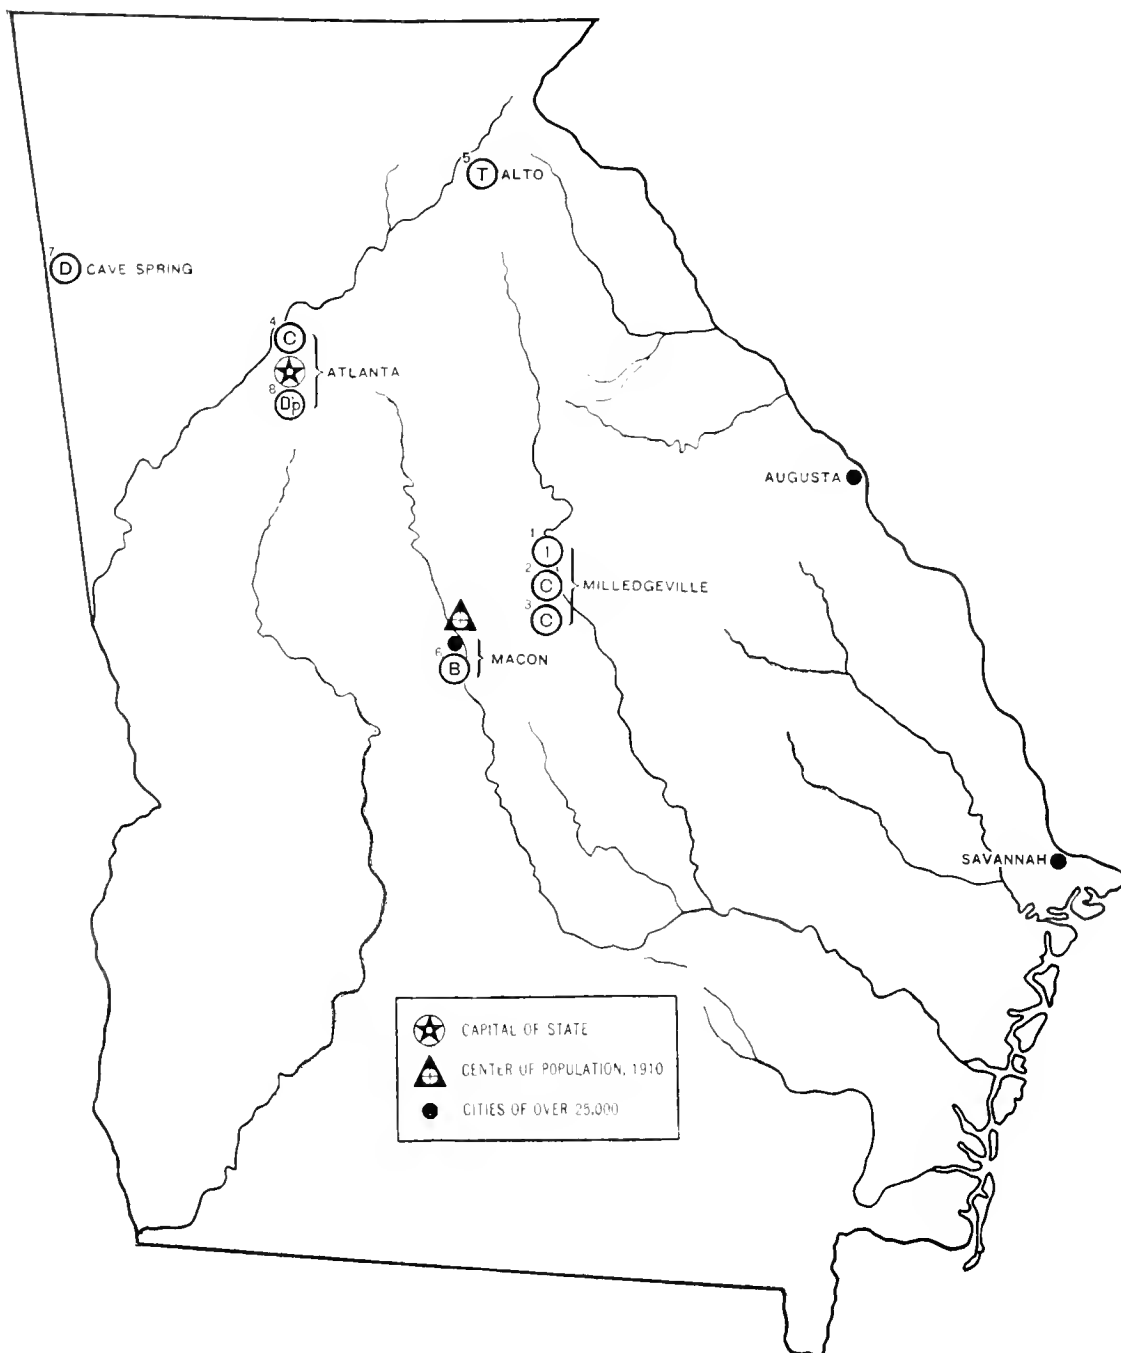 5
T ALTO
7
D CAVE SPRING
4
C
ATLANTA
8
Dp
AUGUSTA
1
I
2
C MILLEDGEVILLE
3
C
6
B MACON
SAVANNAH
CAPITAL OF STATE
CENTER OF POPULATION, 1910
CITIES OF OVER 25,000